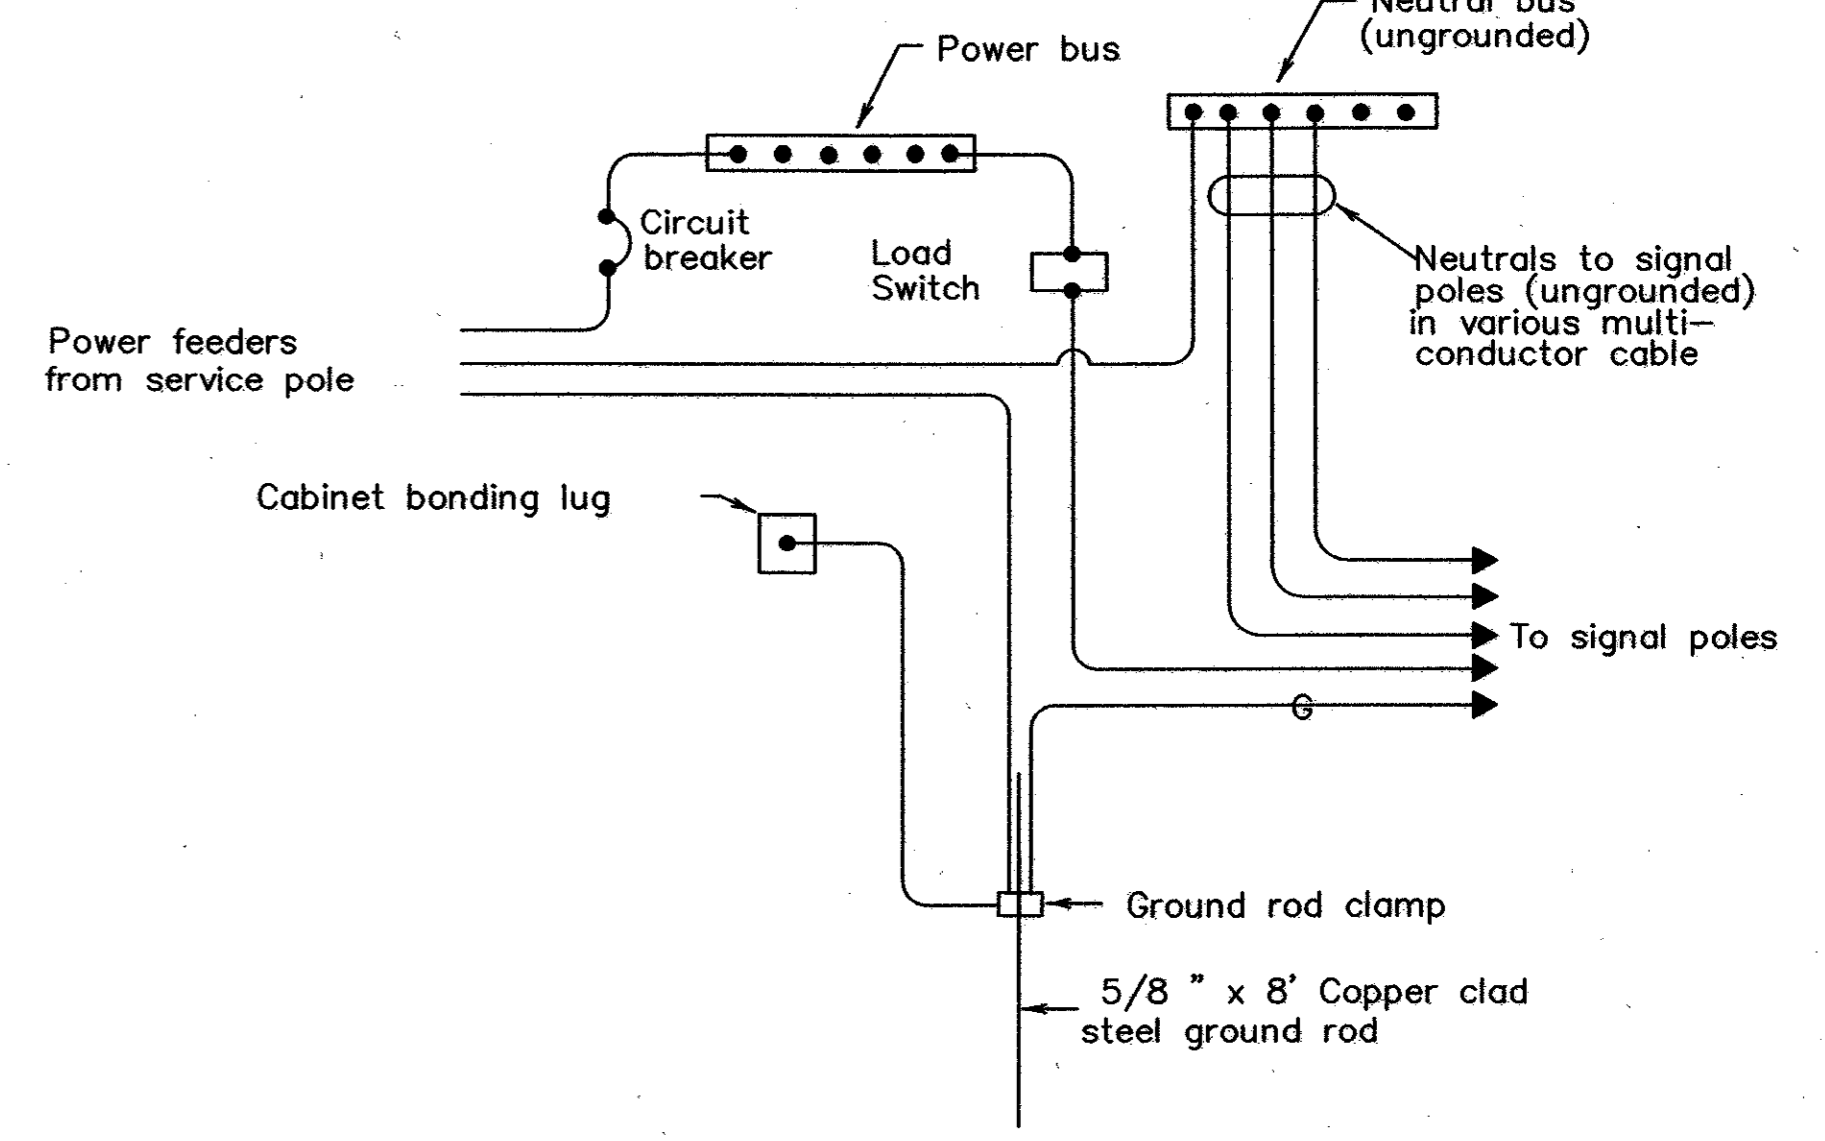 Neutral bus
(ungrounded)
Power bus
Circuit
breaker
Load
Switch
Neutrals to signal
poles (ungrounded)
in various multi-
conductor cable
Power feeders
from service pole
Cabinet bonding lug
To signal poles
G
Ground rod clamp
5/8 " x 8' Copper clad
steel ground rod